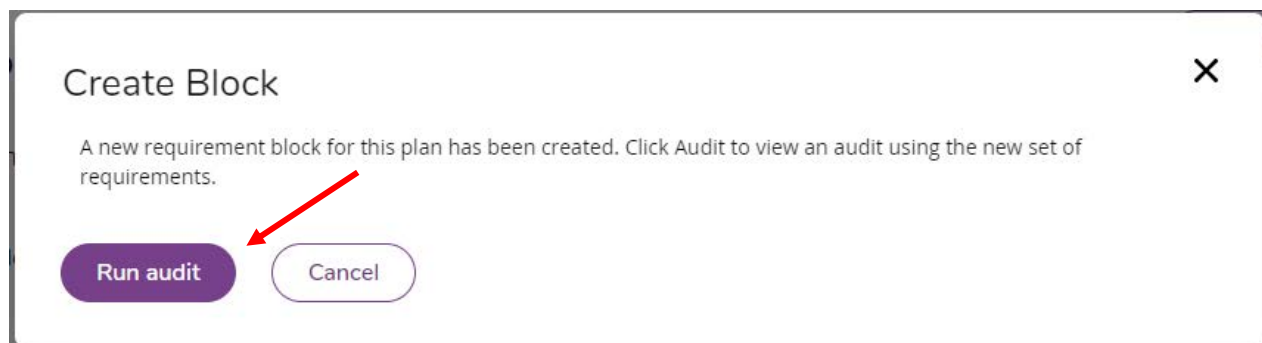 Create Block
A new requirement block for this plan has been created. Click Audit to view an audit using the new set of
requirements.
Run audit
Cancel